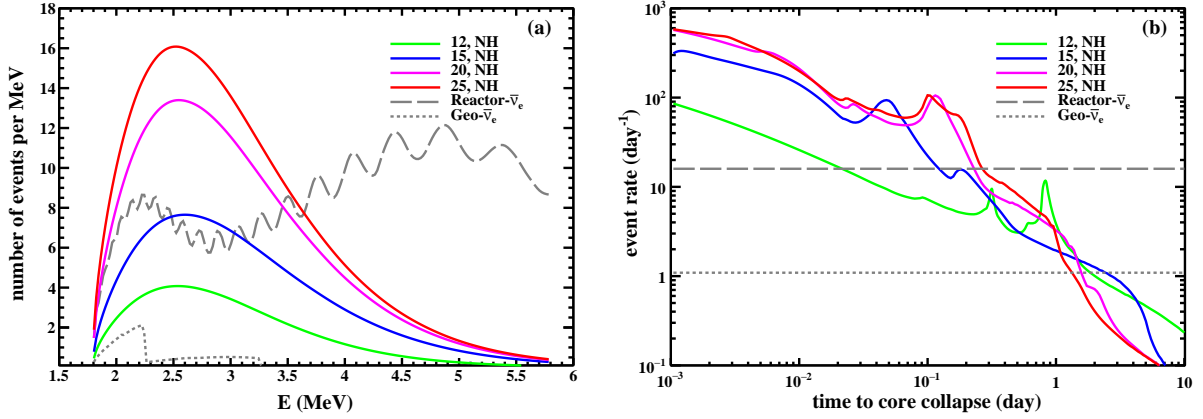 (a)
number of events per MeV
18
16
14
12
10
8
6
4
2
1.5 2 2.5 3 3.5 4 4.5 5 5.5 6
E (MeV)
12, NH
15, NH
20, NH
25, NH
Reactor-ν̅ₑ
Geo-ν̅ₑ
(b)
event rate (day⁻¹)
10³
10²
10
1
10⁻¹
10⁻³ 10⁻² 10⁻¹ 1 10
time to core collapse (day)
12, NH
15, NH
20, NH
25, NH
Reactor-ν̅ₑ
Geo-ν̅ₑ